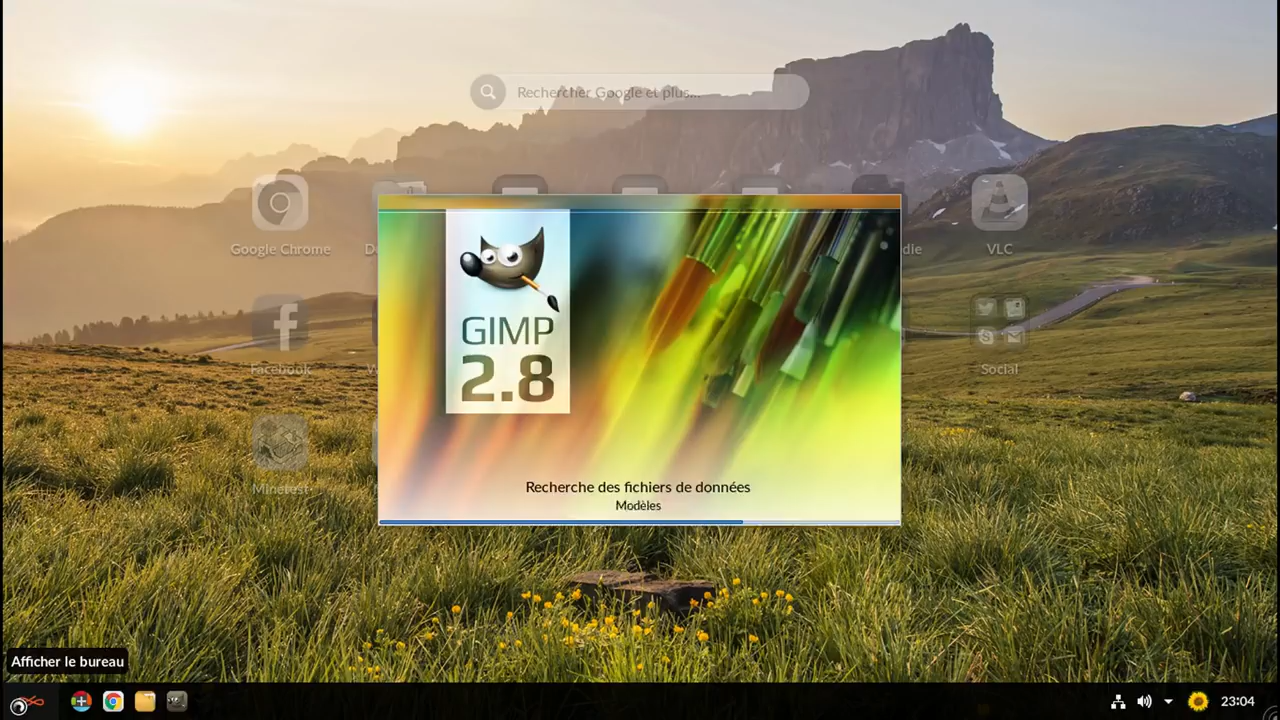 Rechercher Google et plus...
Google Chrome
VLC
GIMP
2.8
Facebook
Social
Minetest
Recherche des fichiers de données
Modèles
Afficher le bureau
23:04